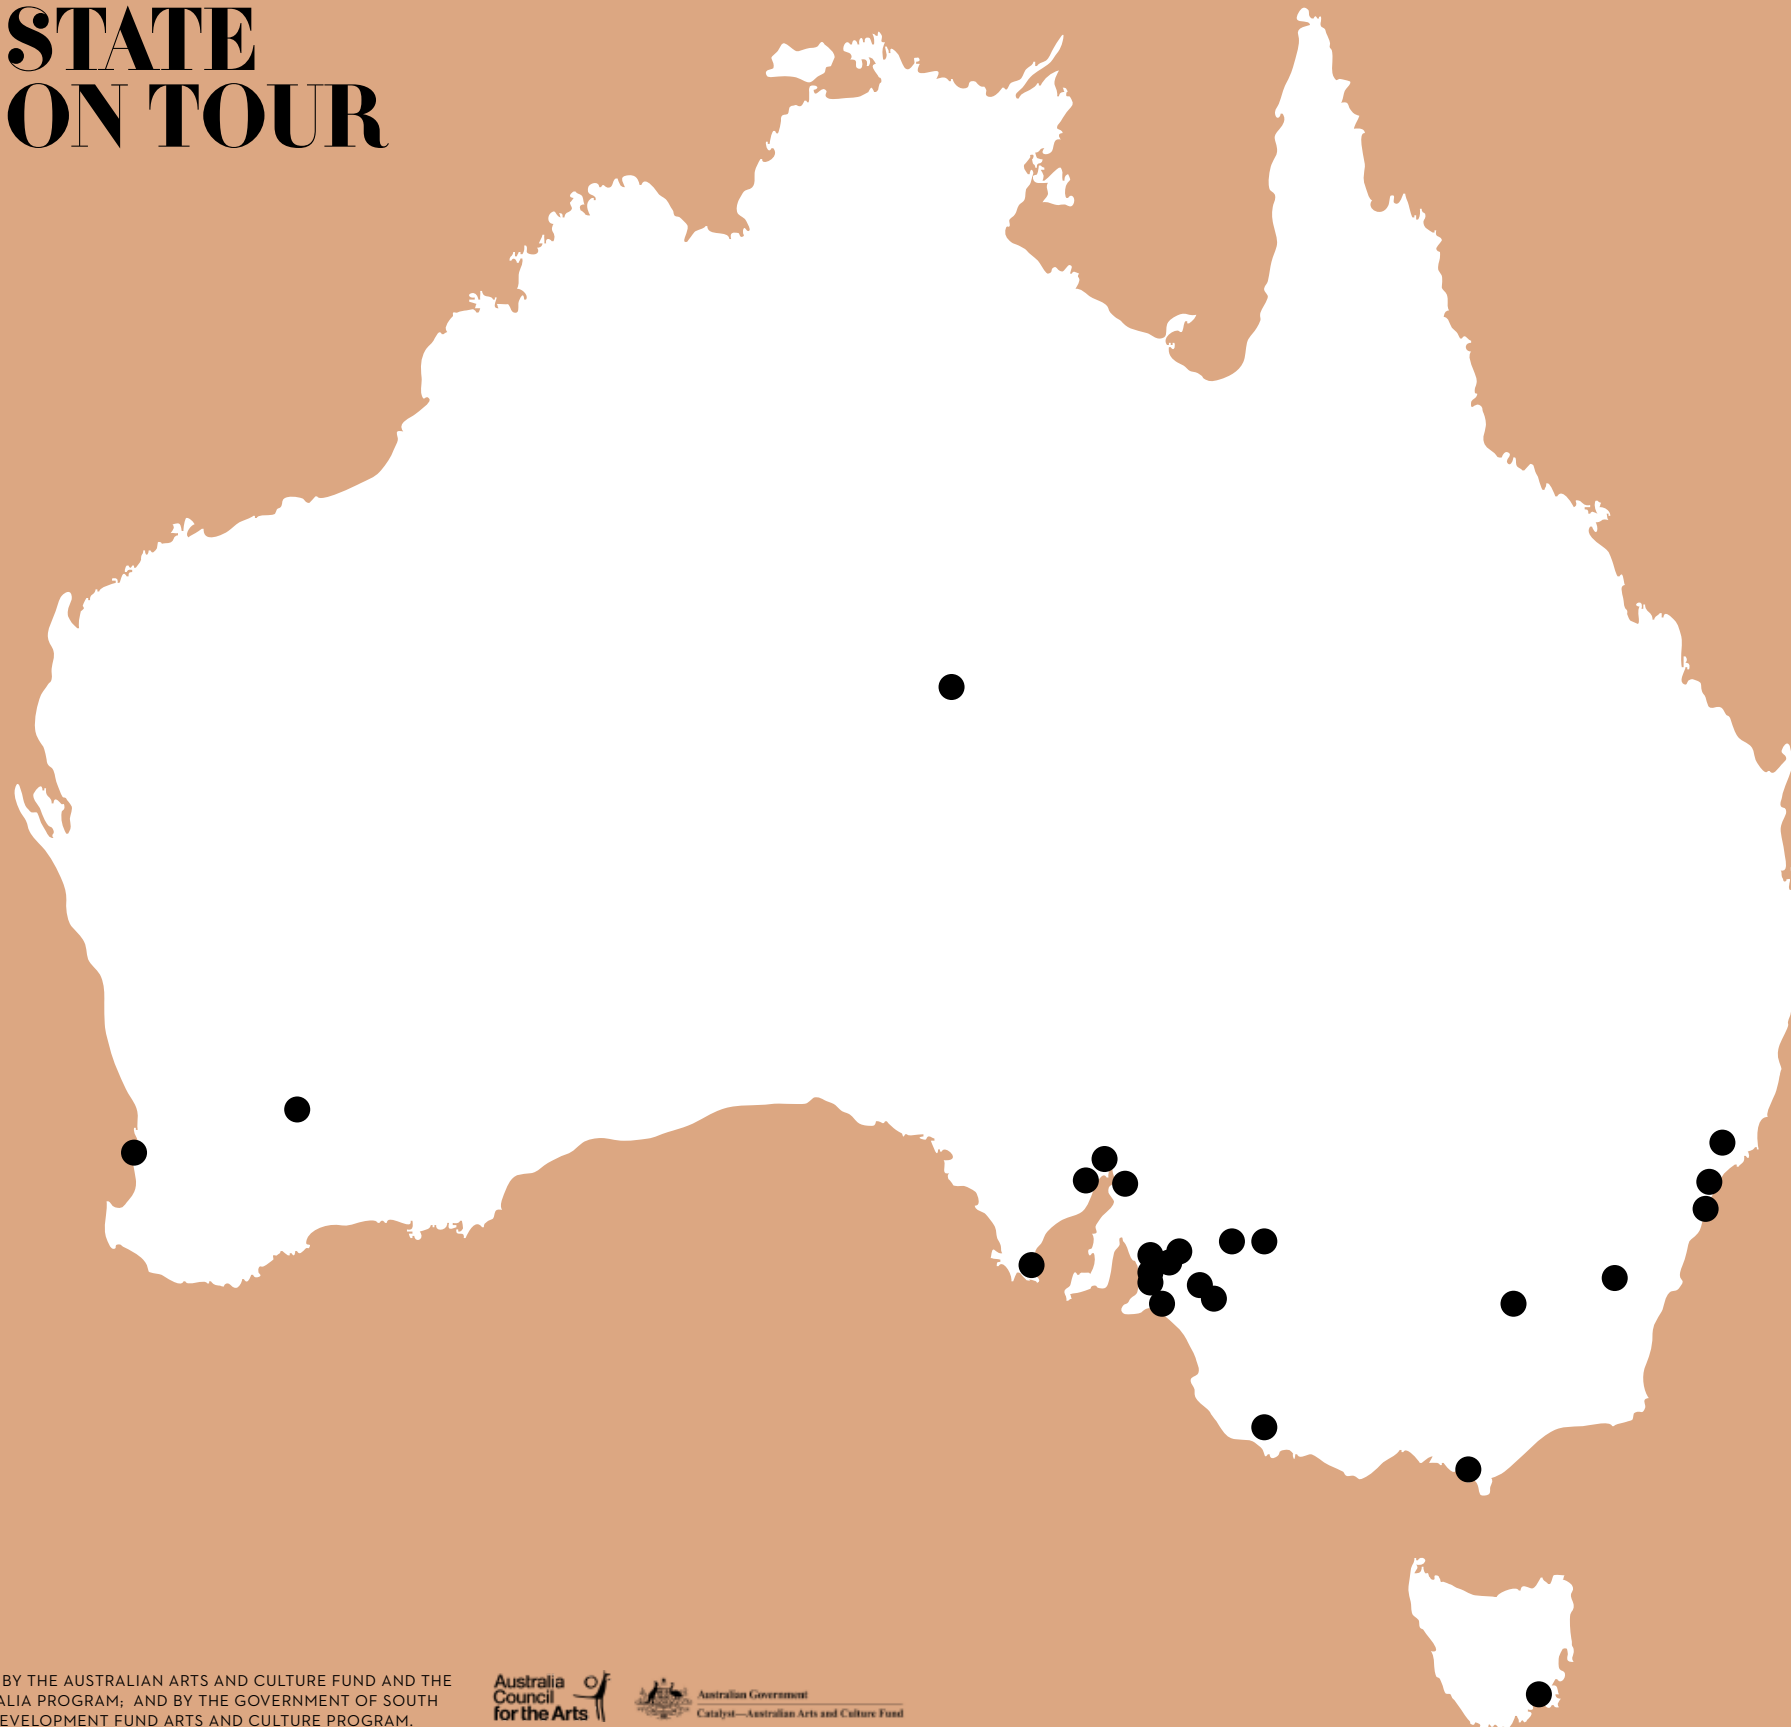 STATE
ON TOUR
BY THE AUSTRALIAN ARTS AND CULTURE FUND AND THE
ALIA PROGRAM; AND BY THE GOVERNMENT OF SOUTH
EVELOPMENT FUND ARTS AND CULTURE PROGRAM.
Australia
Council
for the Arts
Australian Government
Catalyst—Australian Arts and Culture Fund